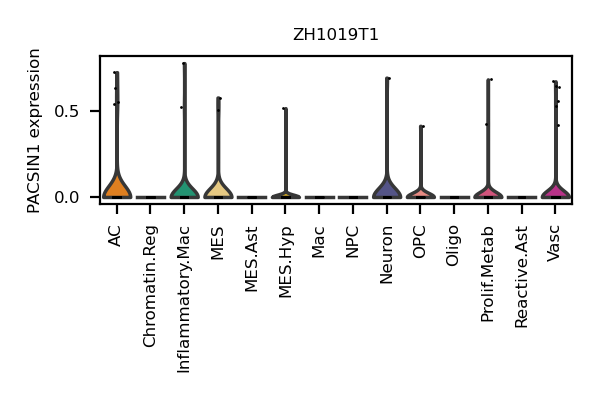 ZH1019T1
PACSIN1 expression
0.5
0.0
AC
Chromatin.Reg
Inflammatory.Mac
MES
MES.Ast
MES.Hyp
Mac
NPC
Neuron
OPC
Oligo
Prolif.Metab
Reactive.Ast
Vasc